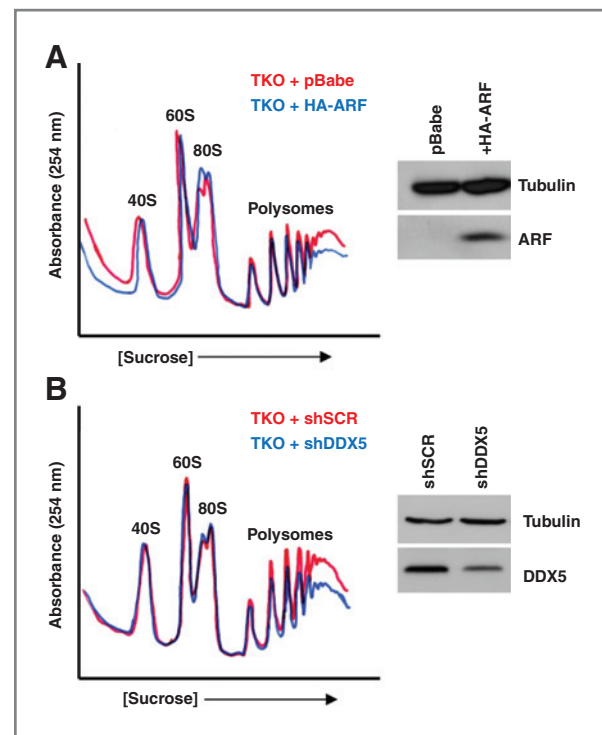 A
TKO + pBabe
TKO + HA-ARF
60S
80S
40S
Polysomes
Absorbance (254 nm)
[Sucrose]
pBabe
+HA-ARF
Tubulin
ARF
B
TKO + shSCR
TKO + shDDX5
60S
80S
40S
Polysomes
Absorbance (254 nm)
[Sucrose]
shSCR
shDDX5
Tubulin
DDX5